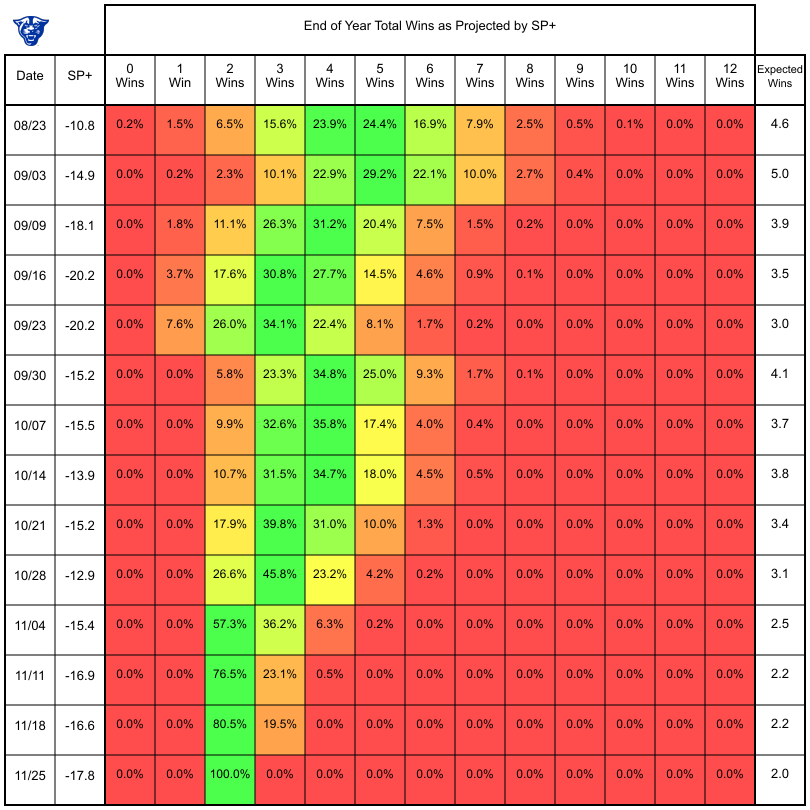 End of Year Total Wins as Projected by SP+
Date SP+ 0 Wins 1 Win 2 Wins 3 Wins 4 Wins 5 Wins 6 Wins 7 Wins 8 Wins 9 Wins 10 Wins 11 Wins 12 Wins Expected Wins
08/23 -10.8 0.2% 1.5% 6.5% 15.6% 23.9% 24.4% 16.9% 7.9% 2.5% 0.5% 0.1% 0.0% 0.0% 4.6
09/03 -14.9 0.0% 0.2% 2.3% 10.1% 22.9% 29.2% 22.1% 10.0% 2.7% 0.4% 0.0% 0.0% 0.0% 5.0
09/09 -18.1 0.0% 1.8% 11.1% 26.3% 31.2% 20.4% 7.5% 1.5% 0.2% 0.0% 0.0% 0.0% 0.0% 3.9
09/16 -20.2 0.0% 3.7% 17.6% 30.8% 27.7% 14.5% 4.6% 0.9% 0.1% 0.0% 0.0% 0.0% 0.0% 3.5
09/23 -20.2 0.0% 7.6% 26.0% 34.1% 22.4% 8.1% 1.7% 0.2% 0.0% 0.0% 0.0% 0.0% 0.0% 3.0
09/30 -15.2 0.0% 0.0% 5.8% 23.3% 34.8% 25.0% 9.3% 1.7% 0.1% 0.0% 0.0% 0.0% 0.0% 4.1
10/07 -15.5 0.0% 0.0% 9.9% 32.6% 35.8% 17.4% 4.0% 0.4% 0.0% 0.0% 0.0% 0.0% 0.0% 3.7
10/14 -13.9 0.0% 0.0% 10.7% 31.5% 34.7% 18.0% 4.5% 0.5% 0.0% 0.0% 0.0% 0.0% 0.0% 3.8
10/21 -15.2 0.0% 0.0% 17.9% 39.8% 31.0% 10.0% 1.3% 0.0% 0.0% 0.0% 0.0% 0.0% 0.0% 3.4
10/28 -12.9 0.0% 0.0% 26.6% 45.8% 23.2% 4.2% 0.2% 0.0% 0.0% 0.0% 0.0% 0.0% 0.0% 3.1
11/04 -15.4 0.0% 0.0% 57.3% 36.2% 6.3% 0.2% 0.0% 0.0% 0.0% 0.0% 0.0% 0.0% 0.0% 2.5
11/11 -16.9 0.0% 0.0% 76.5% 23.1% 0.5% 0.0% 0.0% 0.0% 0.0% 0.0% 0.0% 0.0% 0.0% 2.2
11/18 -16.6 0.0% 0.0% 80.5% 19.5% 0.0% 0.0% 0.0% 0.0% 0.0% 0.0% 0.0% 0.0% 0.0% 2.2
11/25 -17.8 0.0% 0.0% 100.0% 0.0% 0.0% 0.0% 0.0% 0.0% 0.0% 0.0% 0.0% 0.0% 0.0% 2.0